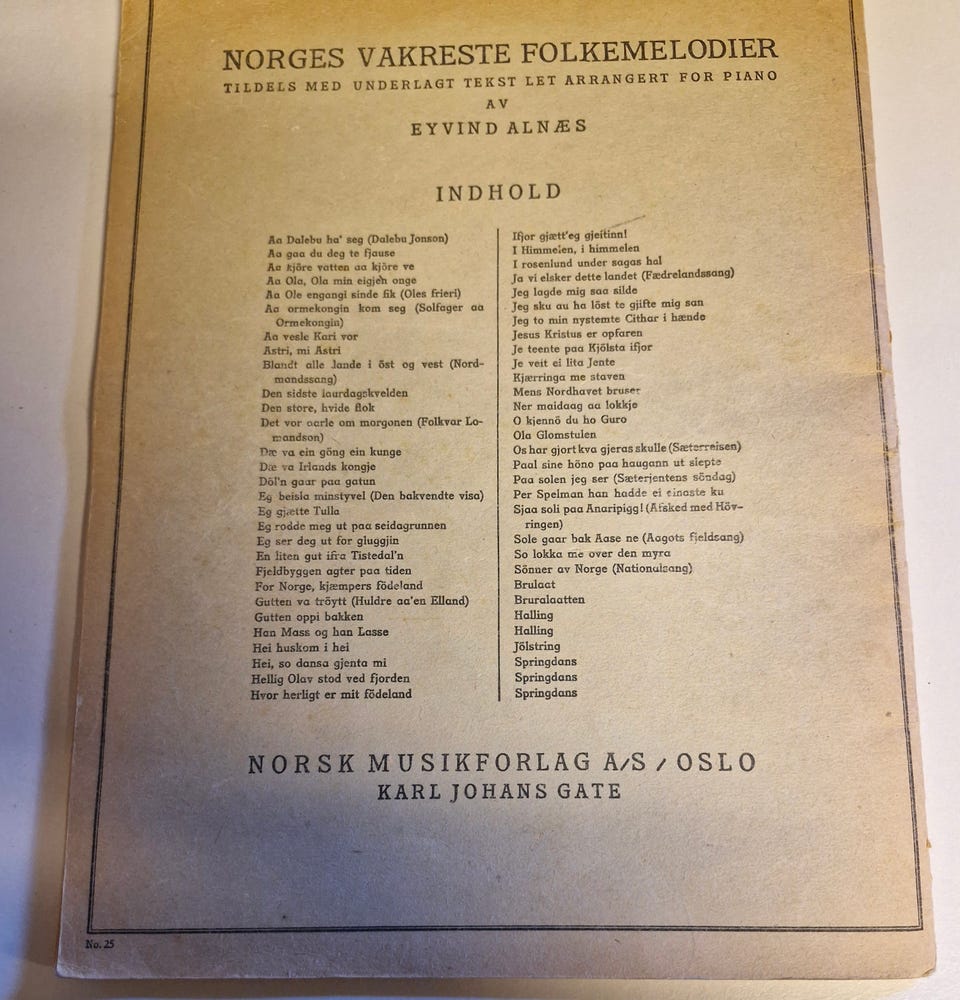 NORGES VAKRESTE FOLKEMELODIER
TILDELS MED UNDERLAGT TEKST LET ARRANGERT FOR PIANO
AV
EYVIND ALNÆS
INDHOLD
Aa Dalebu ha' seg (Dalebu Jonson)
Aa gaa du deg te fjause
Aa kjöre vatten aa kjöre ve
Aa Ola, Ola min eigjen onge
Aa Ole engangi sinde fik (Oles frieri)
Aa ormekongin kom seg (Solfager aa
Ormekongin)
Aa vesle Kari vor
Astri, mi Astri
Blandt alle lande i öst og vest (Nord-
mandssang)
Den sidste laurdagskvelden
Den store, hvide flok
Det vor aarle om morgonen (Folkvar Lo-
mandson)
Dæ va ein göng ein kunge
Dæ va Irlands kongje
Döl'n gaar paa gatun
Eg beisla minstyvel (Den bakvendte visa)
Eg gjætte Tulla
Eg rodde meg ut paa seidagrunnen
Eg ser deg ut for gluggjin
En liten gut ifra Tistedal'n
Fjeldbyggen agter paa tiden
For Norge, kjæmpers födeland
Gutten va tröytt (Huldre aa'en Elland)
Gutten oppi bakken
Han Mass og han Lasse
Hei huskom i hei
Hei, so dansa gjenta mi
Hellig Olav stod ved fjorden
Hvor herligt er mit födeland
Ifjor gjætt'eg gjeitinn!
I Himmelen, i himmelen
I rosenlund under sagas hal
Ja vi elsker dette landet (Fædrelandssang)
Jeg lagde mig saa silde
Jeg sku au ha löst te gjifte mig san
Jeg to min nystemte Cithar i hænde
Jesus Kristus er opfaren
Je teente paa Kjölsta ifjor
Je veit ei lita Jente
Kjærringa me staven
Mens Nordhavet bruser
Ner maidaag aa lokkje
O kjennö du ho Guro
Ola Glomstulen
Os har gjort kva gjeras skulle (Sæterreisen)
Paal sine höno paa haugann ut slepte
Paa solen jeg ser (Sæterjentens söndag)
Per Spelman han hadde ei einaste ku
Sjaa soli paa Anaripigg! (Afsked med Höv-
ringen)
Sole gaar bak Aase ne (Aagots fjeldsang)
So lokka me over den myra
Sönner av Norge (Nationalsang)
Brulaat
Bruralaatten
Halling
Halling
Jölstring
Springdans
Springdans
Springdans
NORSK MUSIKFORLAG A/S / OSLO
KARL JOHANS GATE
No. 25